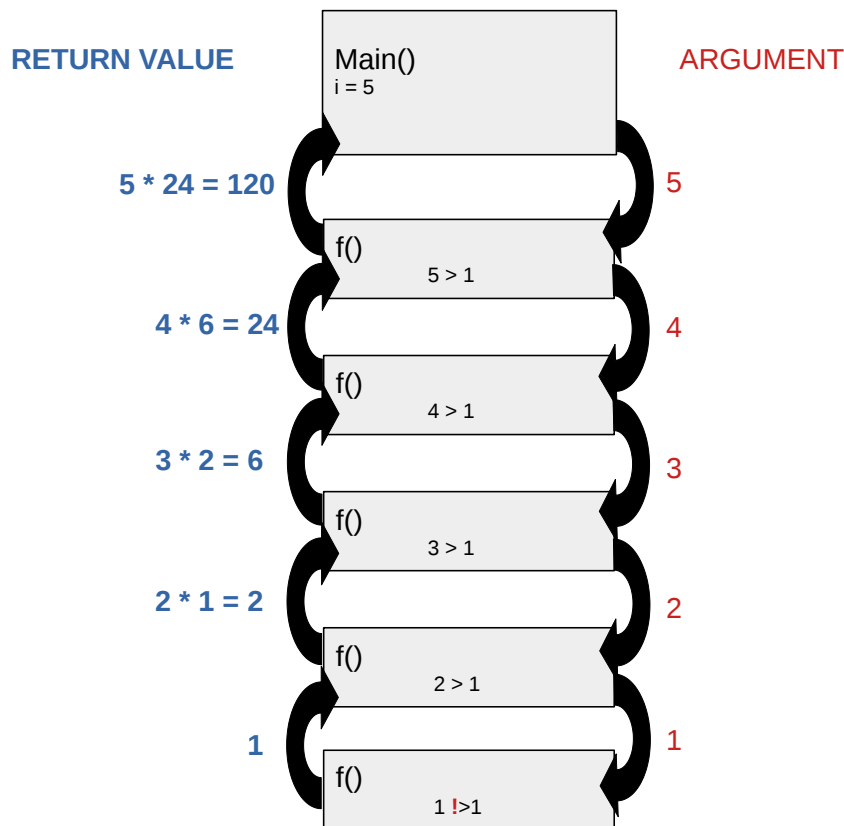 RETURN VALUE
Main()
ARGUMENT
i = 5
5 * 24 = 120
5
f()
5 > 1
4 * 6 = 24
4
f()
4 > 1
3 * 2 = 6
3
f()
3 > 1
2 * 1 = 2
2
f()
2 > 1
1
1
f()
1 !>1